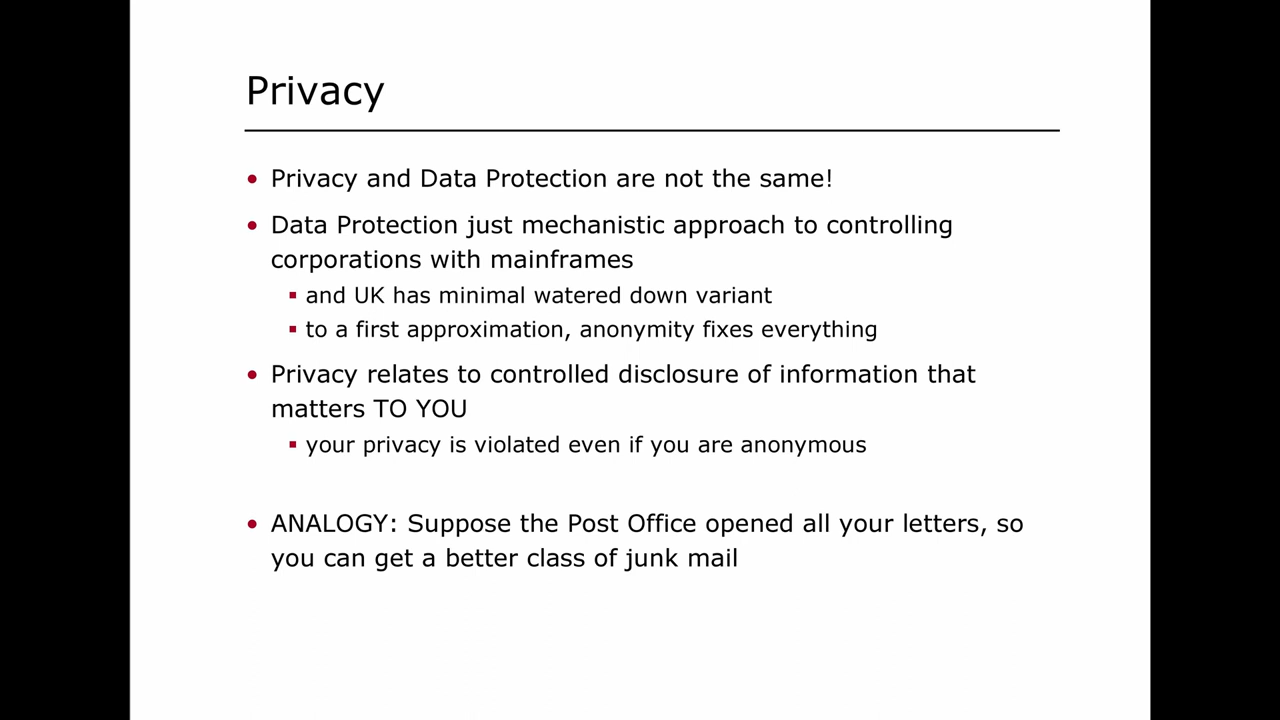 Privacy
• Privacy and Data Protection are not the same!
• Data Protection just mechanistic approach to controlling
corporations with mainframes
▪ and UK has minimal watered down variant
▪ to a first approximation, anonymity fixes everything
• Privacy relates to controlled disclosure of information that
matters TO YOU
▪ your privacy is violated even if you are anonymous
• ANALOGY: Suppose the Post Office opened all your letters, so
you can get a better class of junk mail